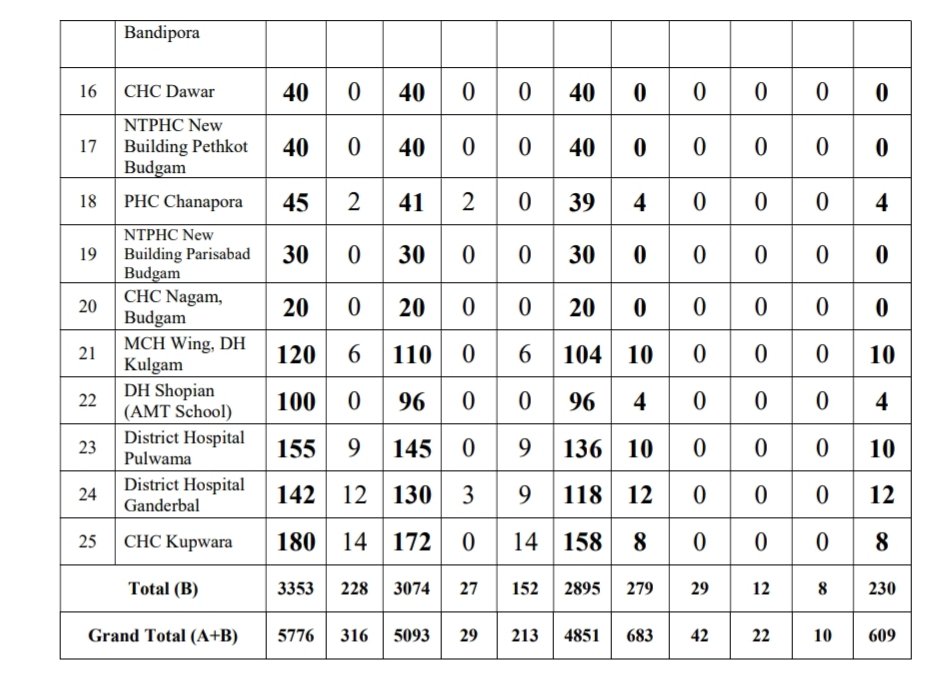 Bandipora
16 CHC Dawar 40 0 40 0 0 40 0 0 0 0 0
NTPHC New
17 Building Pethkot 40 0 40 0 0 40 0 0 0 0 0
Budgam
18 PHC Chanapora 45 2 41 2 0 39 4 0 0 0 4
NTPHC New
19 Building Parisabad 30 0 30 0 0 30 0 0 0 0 0
Budgam
20 CHC Nagam, 20 0 20 0 0 20 0 0 0 0 0
Budgam
21 MCH Wing, DH 120 6 110 0 6 104 10 0 0 0 10
Kulgam
22 DH Shopian 100 0 96 0 0 96 4 0 0 0 4
(AMT School)
23 District Hospital 155 9 145 0 9 136 10 0 0 0 10
Pulwama
24 District Hospital 142 12 130 3 9 118 12 0 0 0 12
Ganderbal
25 CHC Kupwara 180 14 172 0 14 158 8 0 0 0 8
Total (B) 3353 228 3074 27 152 2895 279 29 12 8 230
Grand Total (A+B) 5776 316 5093 29 213 4851 683 42 22 10 609